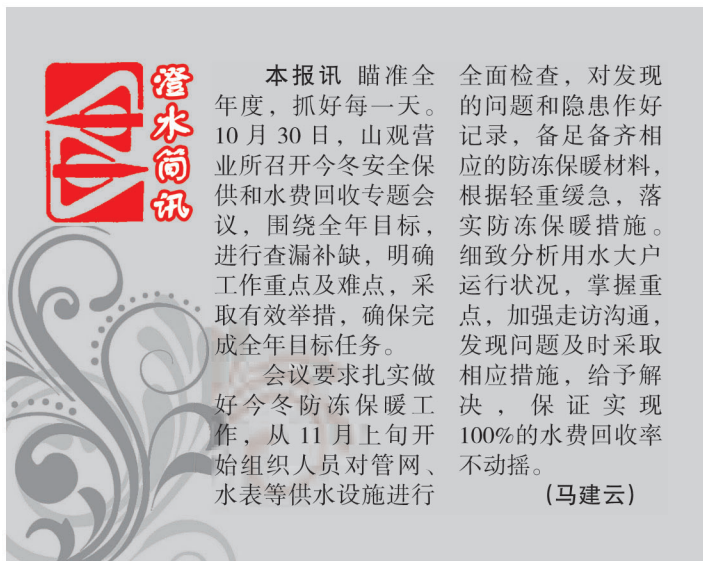 澄水简讯
本报讯 瞄准全
年度，抓好每一天。
10 月 30 日，山观营
业所召开今冬安全保
供和水费回收专题会
议，围绕全年目标，
进行查漏补缺，明确
工作重点及难点，采
取有效举措，确保完
成全年目标任务。
会议要求扎实做
好今冬防冻保暖工
作，从 11 月上旬开
始组织人员对管网、
水表等供水设施进行
全面检查，对发现
的问题和隐患作好
记录，备足备齐相
应的防冻保暖材料，
根据轻重缓急，落
实防冻保暖措施。
细致分析用水大户
运行状况，掌握重
点，加强走访沟通，
发现问题及时采取
相应措施，给予解
决，保证实现
100%的水费回收率
不动摇。
(马建云)